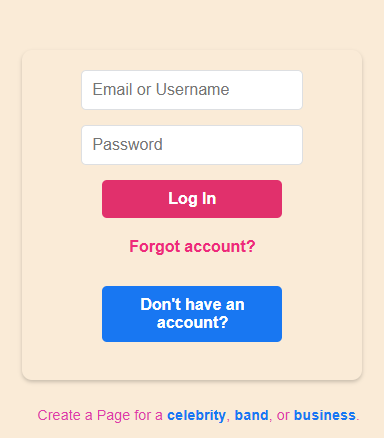 Email or Username
Password
Log In
Forgot account?
Don't have an
account?
Create a Page for a celebrity, band, or business.